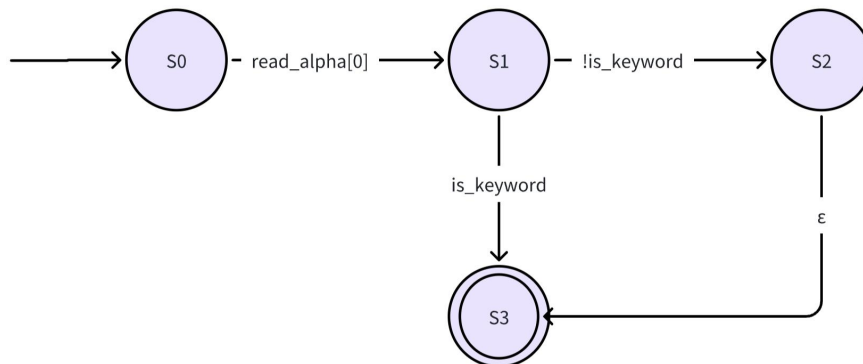 S0
read_alpha[0]
S1
!is_keyword
S2
is_keyword
ε
S3